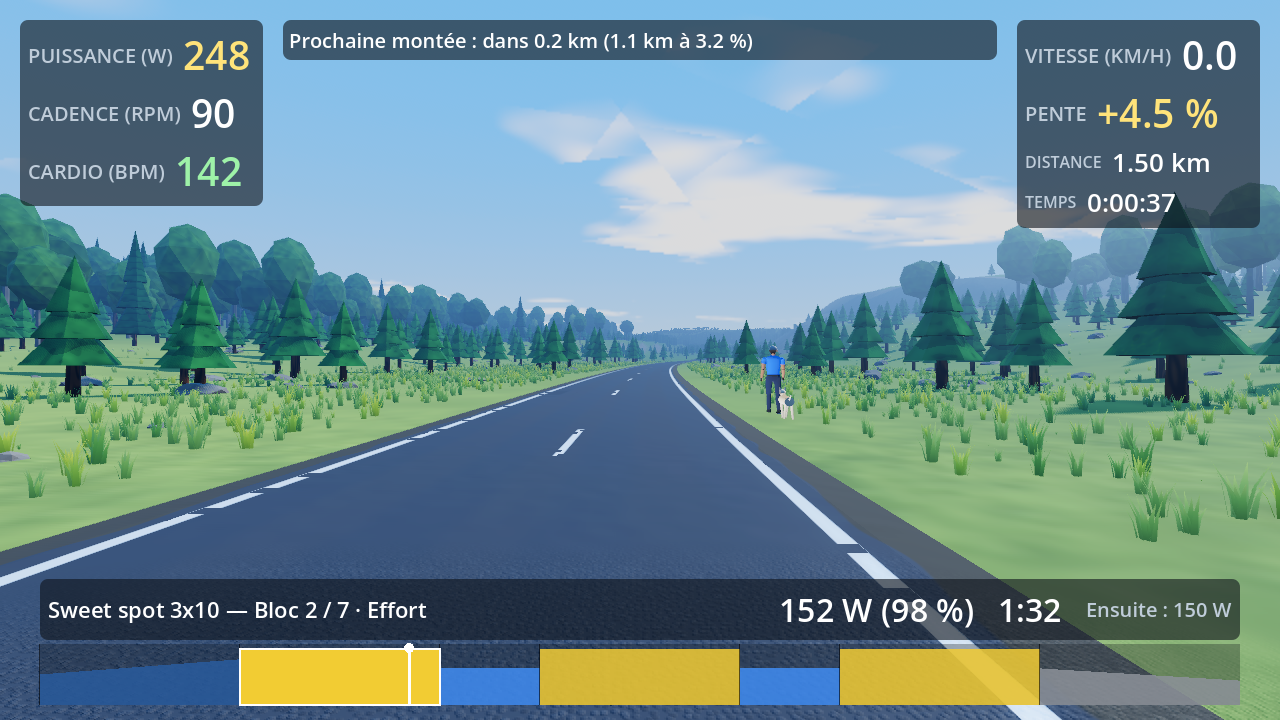 PUISSANCE (W) 248
CADENCE (RPM) 90
CARDIO (BPM) 142
Prochaine montée : dans 0.2 km (1.1 km à 3.2 %)
VITESSE (KM/H) 0.0
PENTE +4.5 %
DISTANCE 1.50 km
TEMPS 0:00:37
Sweet spot 3x10 — Bloc 2 / 7 · Effort
152 W (98 %) 1:32 Ensuite : 150 W